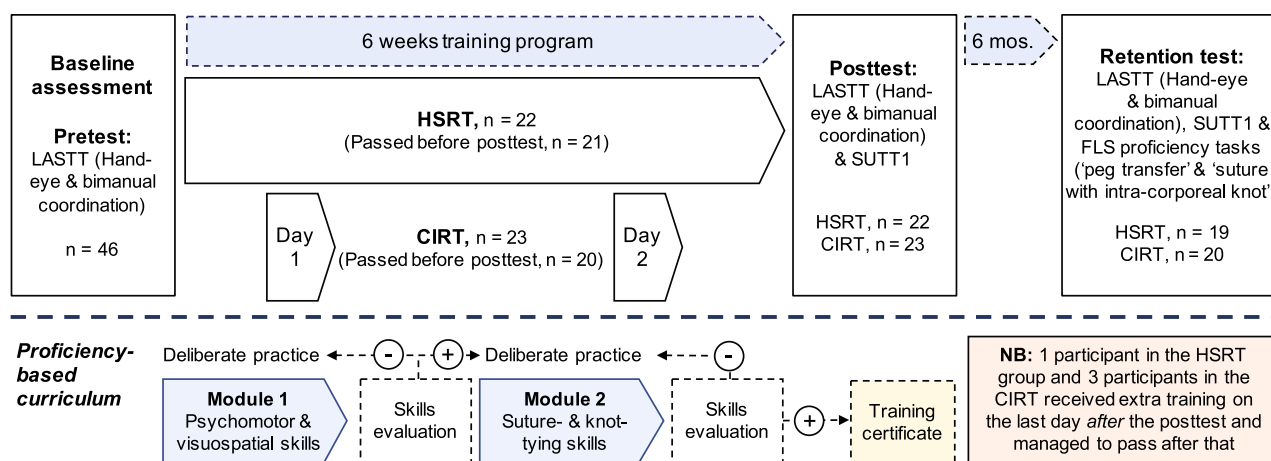 Baseline
assessment
Pretest:
LASTT (Hand-
eye & bimanual
coordination)
n = 46
6 weeks training program
HSRT, n = 22
(Passed before posttest, n = 21)
Day
1
CIRT, n = 23
(Passed before posttest, n = 20)
Day
2
Posttest:
LASTT (Hand-
eye & bimanual
coordination)
& SUTT1
HSRT, n = 22
CIRT, n = 23
6 mos.
Retention test:
LASTT (Hand-eye
& bimanual
coordination), SUTT1 &
FLS proficiency tasks
('peg transfer' & 'suture
with intra-corporeal knot'
HSRT, n = 19
CIRT, n = 20
Proficiency-
based
curriculum
Deliberate practice
-
+
Deliberate practice
-
Module 1
Psychomotor &
visuospatial skills
Skills
evaluation
Module 2
Suture- & knot-
tying skills
Skills
evaluation
+
Training
certificate
NB: 1 participant in the HSRT
group and 3 participants in the
CIRT received extra training on
the last day after the posttest and
managed to pass after that